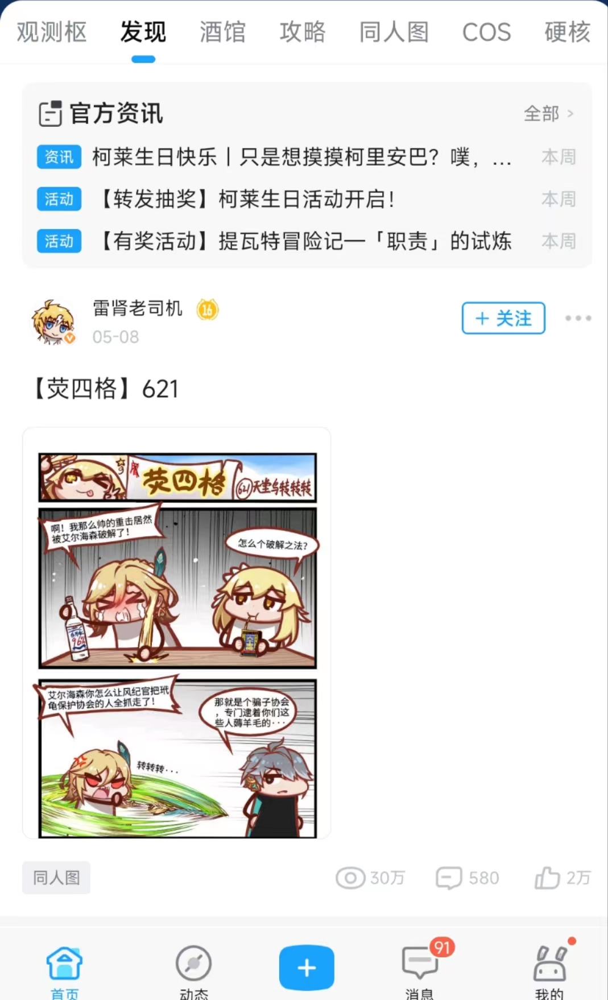 观测枢 发现 酒馆 攻略 同人图 COS 硬核
官方资讯 全部 >
资讯 柯莱生日快乐丨只是想摸摸柯里安巴？噗，... 本周
活动 【转发抽奖】柯莱生日活动开启！ 本周
活动 【有奖活动】提瓦特冒险记—「职责」的试炼 本周
雷肾老司机 16
05-08
+ 关注
【荧四格】621
荧四格
621 天堂鸟转转转
啊！我那么帅的重击居然
被艾尔海森破解了！
怎么个破解之法？
96%
艾尔海森你怎么让风纪官把玳
龟保护协会的人全抓走了！
那就是个骗子协会
，专门逮着你们这
些人薅羊毛的···
转转转···
同人图
30万 580 2万
91
首页 动态 消息 我的